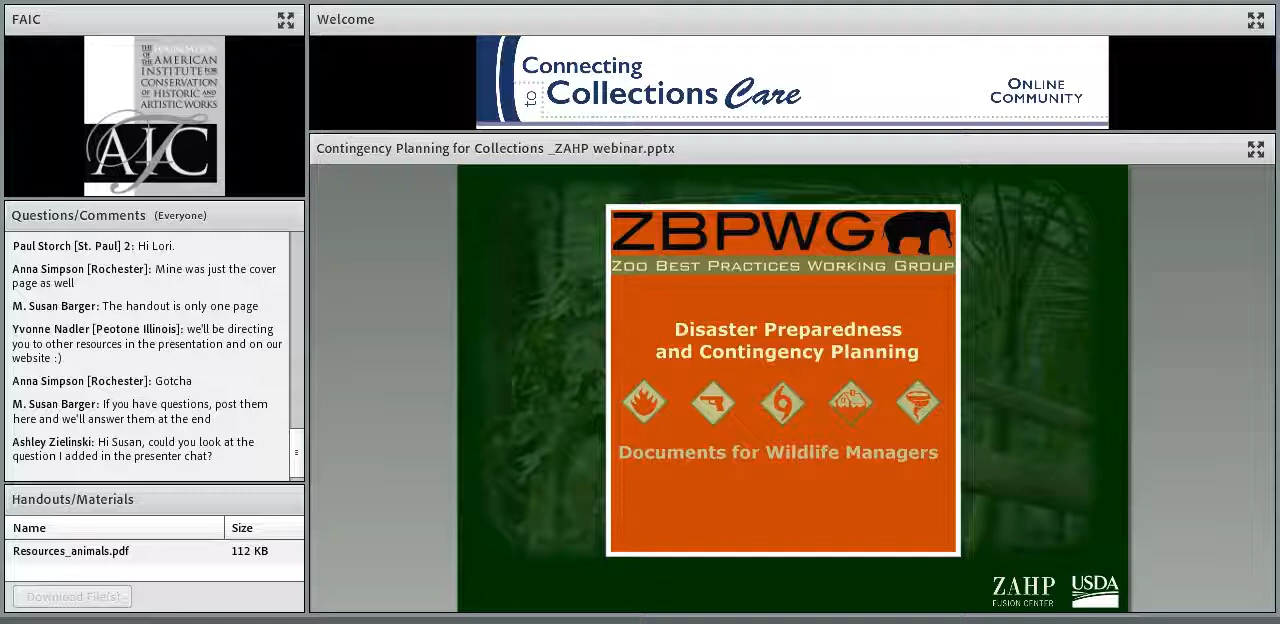 FAIC
THE FOUNDATION
OF THE AMERICAN
INSTITUTE FOR
CONSERVATION
OF HISTORIC AND
ARTISTIC WORKS
AIC
Questions/Comments (Everyone)
Paul Storch [St. Paul] 2: Hi Lori.
Anna Simpson [Rochester]: Mine was just the cover
page as well
M. Susan Barger: The handout is only one page
Yvonne Nadler [Peotone Illinois]: we'll be directing
you to other resources in the presentation and on our
website :)
Anna Simpson [Rochester]: Gotcha
M. Susan Barger: If you have questions, post them
here and we'll answer them at the end
Ashley Zielinski: Hi Susan, could you look at the
question I added in the presenter chat?
Handouts/Materials
Name Size
Resources_animals.pdf 112 KB
Download File(s)
Welcome
Connecting
to Collections Care
ONLINE
COMMUNITY
Contingency Planning for Collections _ZAHP webinar.pptx
ZBPWG
ZOO BEST PRACTICES WORKING GROUP
Disaster Preparedness
and Contingency Planning
Documents for Wildlife Managers
ZAHP
FUSION CENTER
USDA